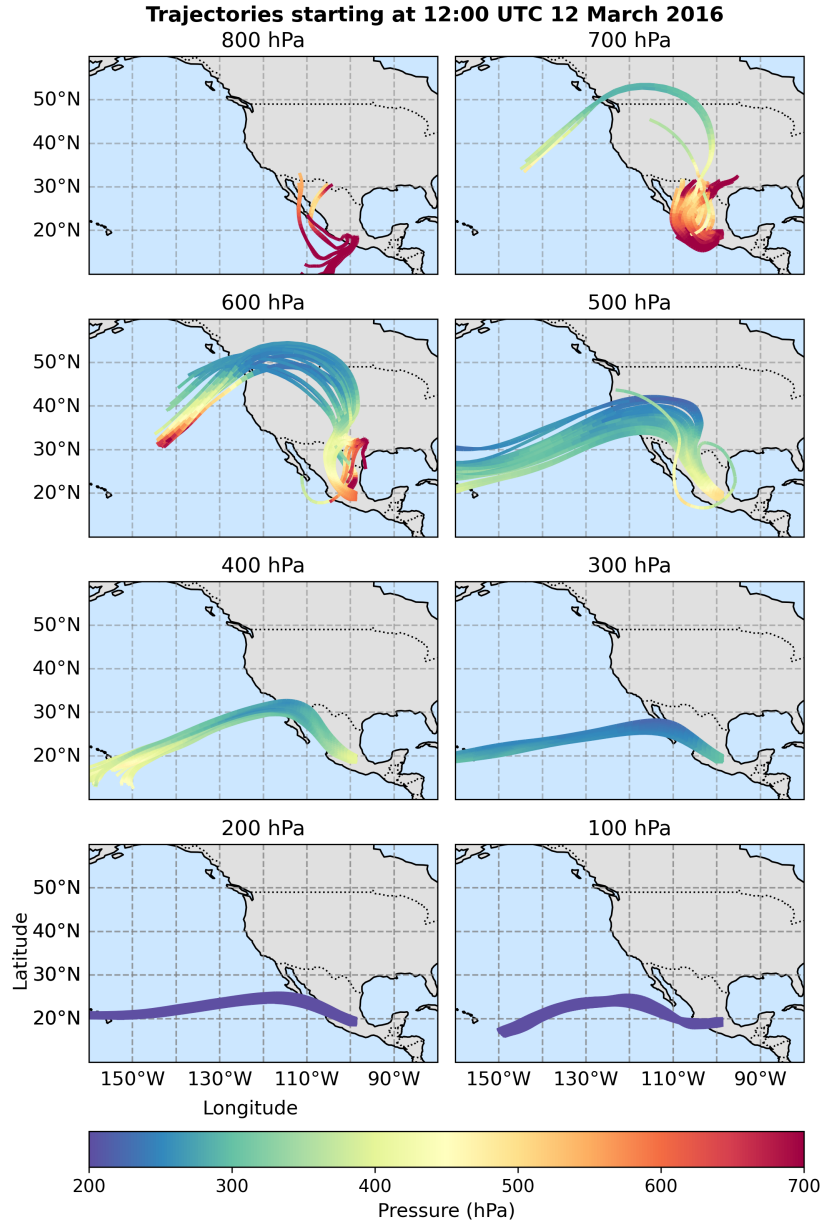 Trajectories starting at 12:00 UTC 12 March 2016
800 hPa
700 hPa
50°N
40°N
30°N
20°N
600 hPa
500 hPa
50°N
40°N
30°N
20°N
400 hPa
300 hPa
50°N
40°N
30°N
20°N
200 hPa
100 hPa
50°N
40°N
30°N
20°N
Latitude
150°W 130°W 110°W 90°W
150°W 130°W 110°W 90°W
Longitude
200 300 400 500 600 700
Pressure (hPa)